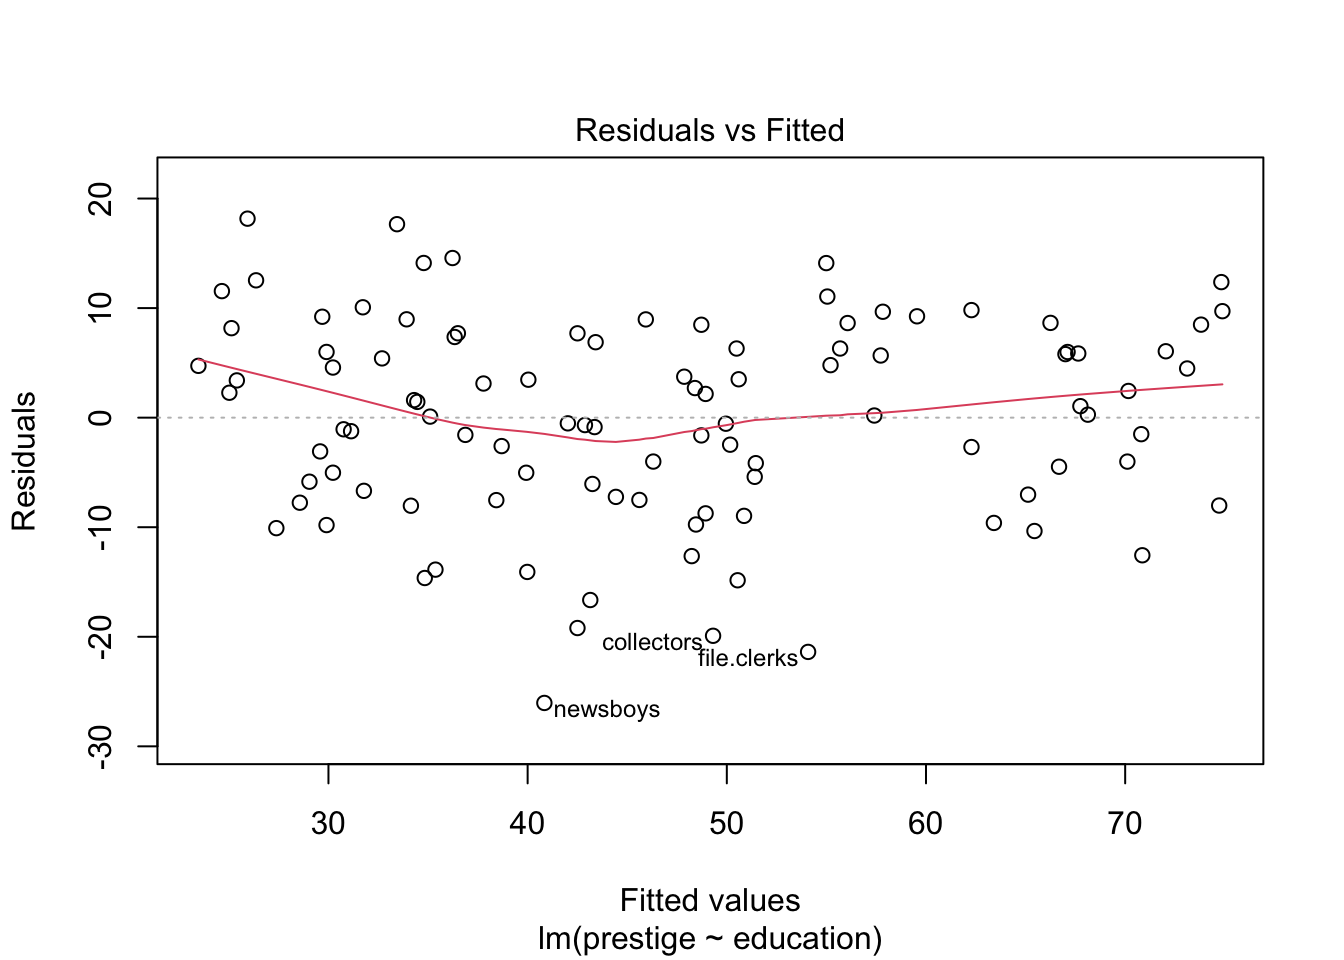 Residuals vs Fitted
Residuals
20
10
0
-10
-20
-30
collectors
file.clerks
newsboys
30 40 50 60 70
Fitted values
lm(prestige ~ education)